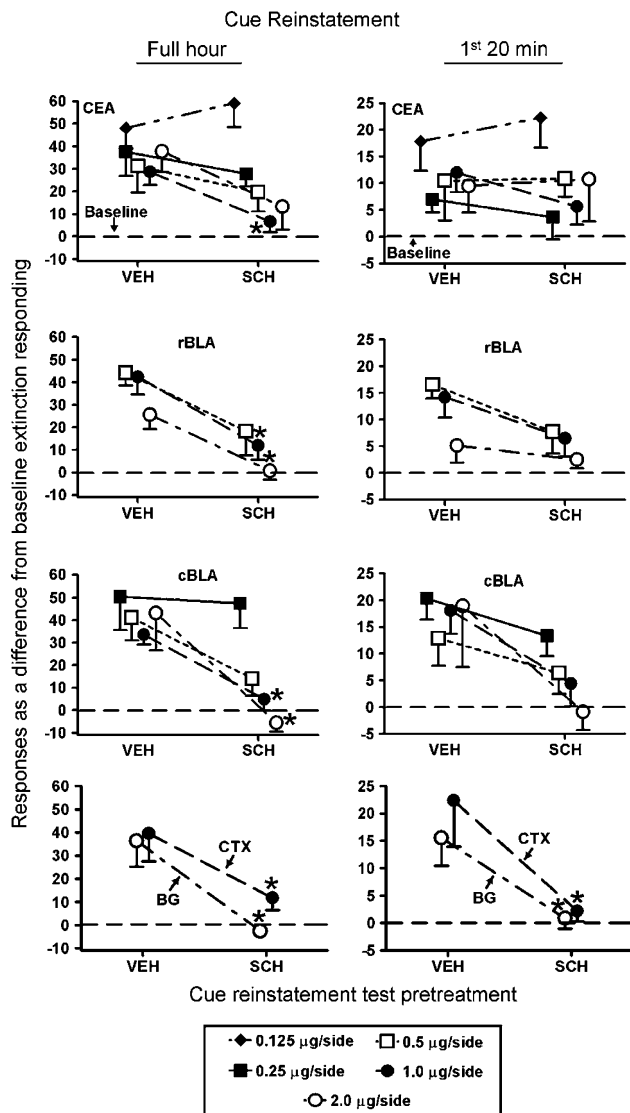 Cue Reinstatement
Full hour
1st 20 min
Responses as a difference from baseline extinction responding
60
50
40
30
20
10
0
-10
CEA
Baseline
*
VEH
SCH
25
20
15
10
5
0
-5
CEA
Baseline
VEH
SCH
60
50
40
30
20
10
0
-10
rBLA
*
*
VEH
SCH
25
20
15
10
5
0
-5
rBLA
VEH
SCH
60
50
40
30
20
10
0
-10
cBLA
*
*
VEH
SCH
25
20
15
10
5
0
-5
cBLA
VEH
SCH
60
50
40
30
20
10
0
-10
CTX
BG
*
*
VEH
SCH
25
20
15
10
5
0
-5
CTX
BG
*
*
VEH
SCH
Cue reinstatement test pretreatment
0.125 µg/side
0.5 µg/side
0.25 µg/side
1.0 µg/side
2.0 µg/side